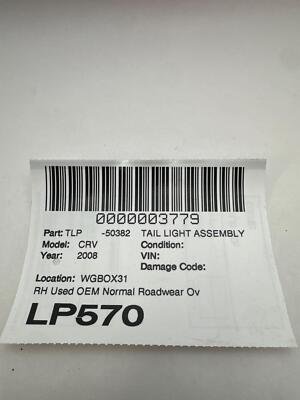 0000003779
Part: TLP -50382 TAIL LIGHT ASSEMBLY
Model: CRV Condition:
Year: 2008 VIN:
Damage Code:
Location: WGBOX31
RH Used OEM Normal Roadwear Ov
LP570